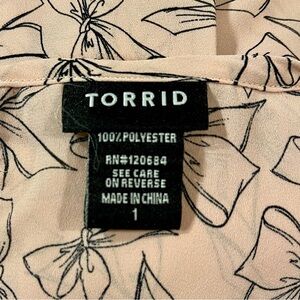 TORRID
100% POLYESTER
RN#120684
SEE CARE
ON REVERSE
MADE IN CHINA
1